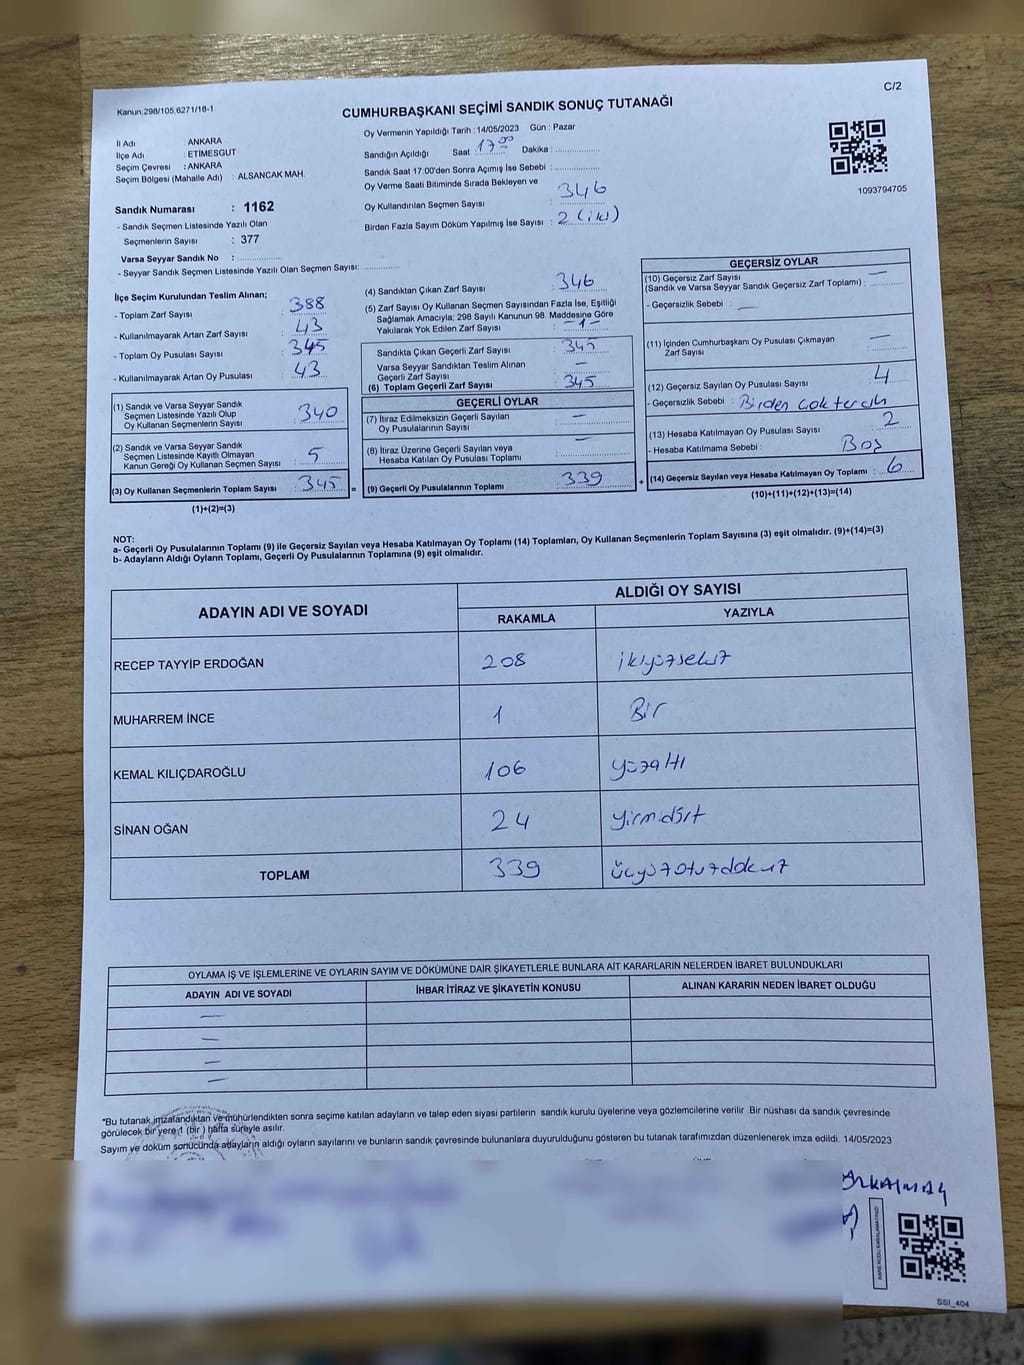 Kanun:298/105,6271/18-1
C/2
CUMHURBAŞKANI SEÇİMİ SANDIK SONUÇ TUTANAĞI
İl Adı : ANKARA
İlçe Adı : ETİMESGUT
Seçim Çevresi : ANKARA
Seçim Bölgesi (Mahalle Adı) : ALSANCAK MAH.
Sandık Numarası : 1162
- Sandık Seçmen Listesinde Yazılı Olan
Seçmenlerin Sayısı : 377
Varsa Seyyar Sandık No :
- Seyyar Sandık Seçmen Listesinde Yazılı Olan Seçmen Sayısı:
Oy Vermenin Yapıldığı Tarih : 14/05/2023 Gün : Pazar
Sandığın Açıldığı Saat : 17:00 Dakika :
Sandık Saat 17:00'den Sonra Açımış İse Sebebi :
Oy Verme Saati Bitiminde Sırada Bekleyen ve
Oy Kullandırılan Seçmen Sayısı : 346
Birden Fazla Sayım Döküm Yapılmış İse Sayısı : 2 (iki)
1093794705
İlçe Seçim Kurulundan Teslim Alınan;
- Toplam Zarf Sayısı : 388
- Kullanılmayarak Artan Zarf Sayısı : 43
- Toplam Oy Pusulası Sayısı : 345
- Kullanılmayarak Artan Oy Pusulası : 43
(1) Sandık ve Varsa Seyyar Sandık
Seçmen Listesinde Yazılı Olup
Oy Kullanan Seçmenlerin Sayısı : 340
(2) Sandık ve Varsa Seyyar Sandık
Seçmen Listesinde Kayıtlı Olmayan
Kanun Gereği Oy Kullanan Seçmen Sayısı : 5
(3) Oy Kullanan Seçmenlerin Toplam Sayısı : 345 =
(1)+(2)=(3)
(4) Sandıktan Çıkan Zarf Sayısı : 346
(5) Zarf Sayısı Oy Kullanan Seçmen Sayısından Fazla İse, Eşitliği
Sağlamak Amacıyla; 298 Sayılı Kanunun 98. Maddesine Göre
Yakılarak Yok Edilen Zarf Sayısı : -1-
Sandıkta Çıkan Geçerli Zarf Sayısı : 345
Varsa Seyyar Sandıktan Teslim Alınan
Geçerli Zarf Sayısı : —
(6) Toplam Geçerli Zarf Sayısı : 345
GEÇERLİ OYLAR
(7) İtiraz Edilmeksizin Geçerli Sayılan
Oy Pusulalarının Sayısı : —
(8) İtiraz Üzerine Geçerli Sayılan veya
Hesaba Katılan Oy Pusulası Toplamı : —
(9) Geçerli Oy Pusulalarının Toplamı : 339 +
GEÇERSİZ OYLAR
(10) Geçersiz Zarf Sayısı
(Sandık ve Varsa Seyyar Sandık Geçersiz Zarf Toplamı) : —
- Geçersizlik Sebebi : —
(11) İçinden Cumhurbaşkanı Oy Pusulası Çıkmayan
Zarf Sayısı : —
(12) Geçersiz Sayılan Oy Pusulası Sayısı : 4
- Geçersizlik Sebebi : Birden çok tercih
(13) Hesaba Katılmayan Oy Pusulası Sayısı : 2
- Hesaba Katılmama Sebebi : Boş
(14) Geçersiz Sayılan veya Hesaba Katılmayan Oy Toplamı : 6
(10)+(11)+(12)+(13)=(14)
NOT:
a- Geçerli Oy Pusulalarının Toplamı (9) ile Geçersiz Sayılan veya Hesaba Katılmayan Oy Toplamı (14) Toplamları, Oy Kullanan Seçmenlerin Toplam Sayısına (3) eşit olmalıdır. (9)+(14)=(3)
b- Adayların Aldığı Oyların Toplamı, Geçerli Oy Pusulalarının Toplamına (9) eşit olmalıdır.
ADAYIN ADI VE SOYADI ALDIĞI OY SAYISI
RAKAMLA YAZIYLA
RECEP TAYYİP ERDOĞAN 208 ikiyüzsekiz
MUHARREM İNCE 1 Bir
KEMAL KILIÇDAROĞLU 106 yüzaltı
SİNAN OĞAN 24 yirmidört
TOPLAM 339 üçyüzotuzdokuz
OYLAMA İŞ VE İŞLEMLERİNE VE OYLARIN SAYIM VE DÖKÜMÜNE DAİR ŞİKAYETLERLE BUNLARA AİT KARARLARIN NELERDEN İBARET BULUNDUKLARI
ADAYIN ADI VE SOYADI İHBAR İTİRAZ VE ŞİKAYETİN KONUSU ALINAN KARARIN NEDEN İBARET OLDUĞU
—
—
—
—
*Bu tutanak imzalandıktan ve mühürlendikten sonra seçime katılan adayların ve talep eden siyasi partilerin sandık kurulu üyelerine veya gözlemcilerine verilir. Bir nüshası da sandık çevresinde
görülecek bir yere 1 (bir ) hafta süreyle asılır.
Sayım ve döküm sonucunda adayların aldığı oyların sayılarını ve bunların sandık çevresinde bulunanlara duyurulduğunu gösteren bu tutanak tarafımızdan düzenlenerek imza edildi. 14/05/2023
KARE KODU KARALAMAYINIZ!
SSI_404